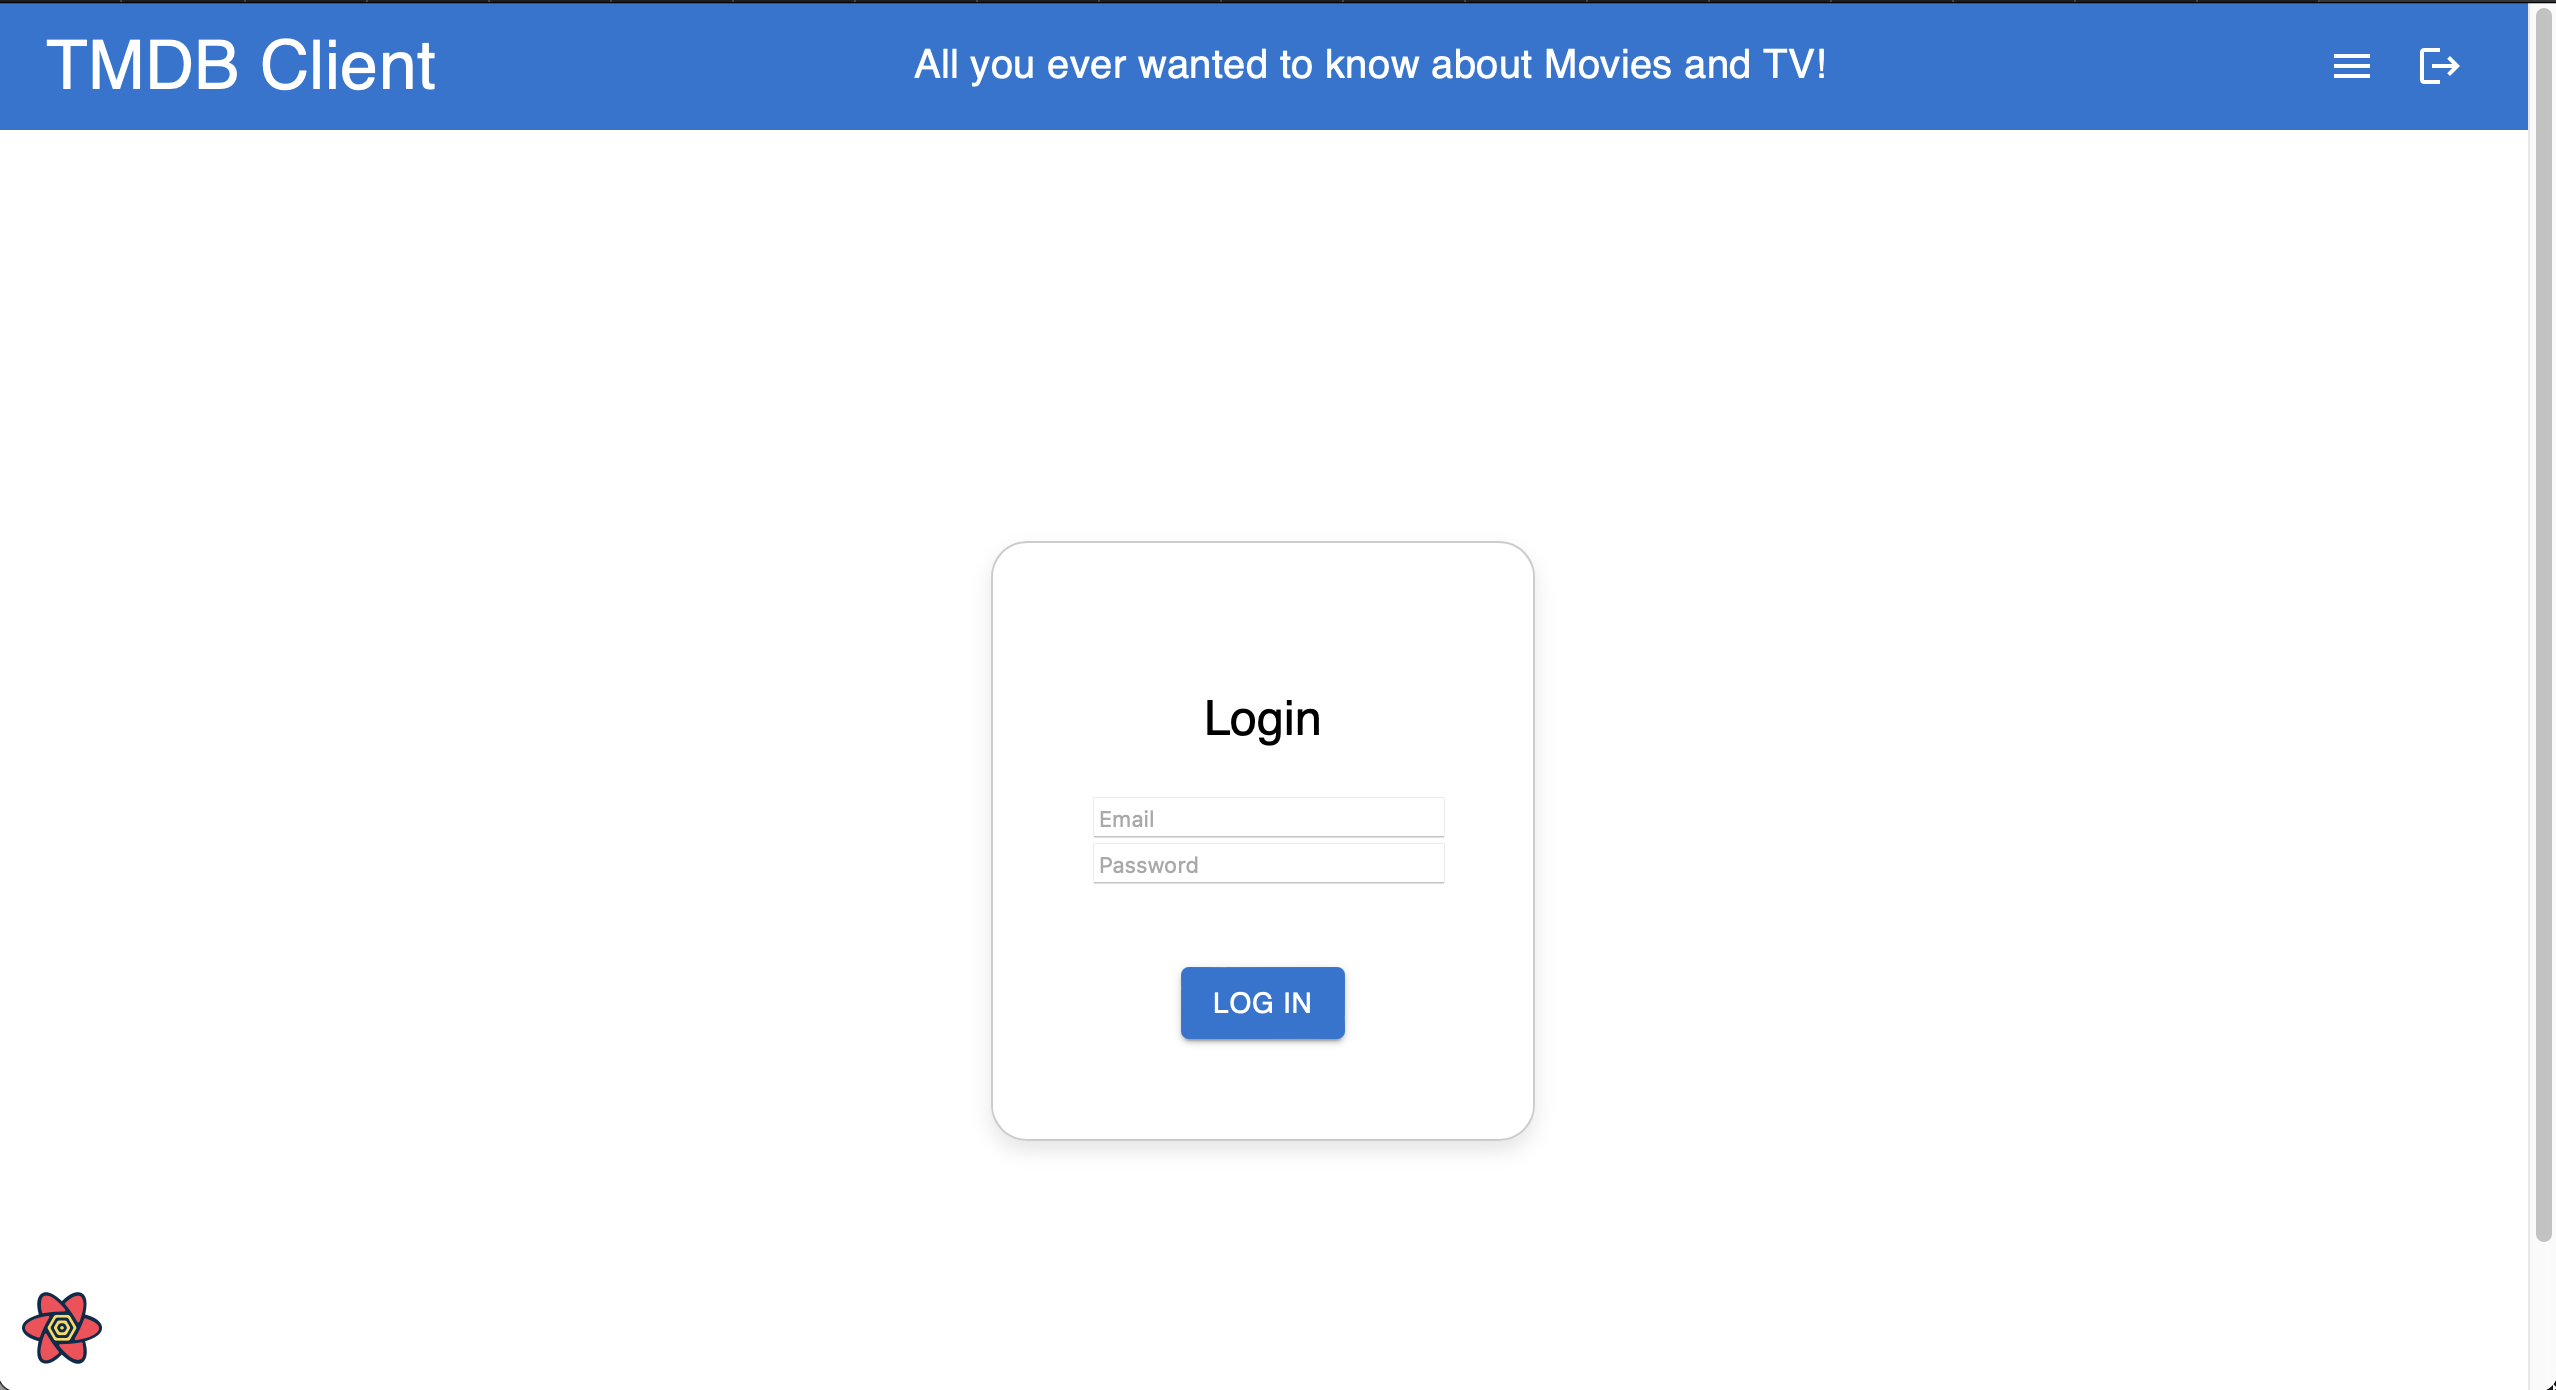 TMDB Client
All you ever wanted to know about Movies and TV!
Login
Email
Password
LOG IN